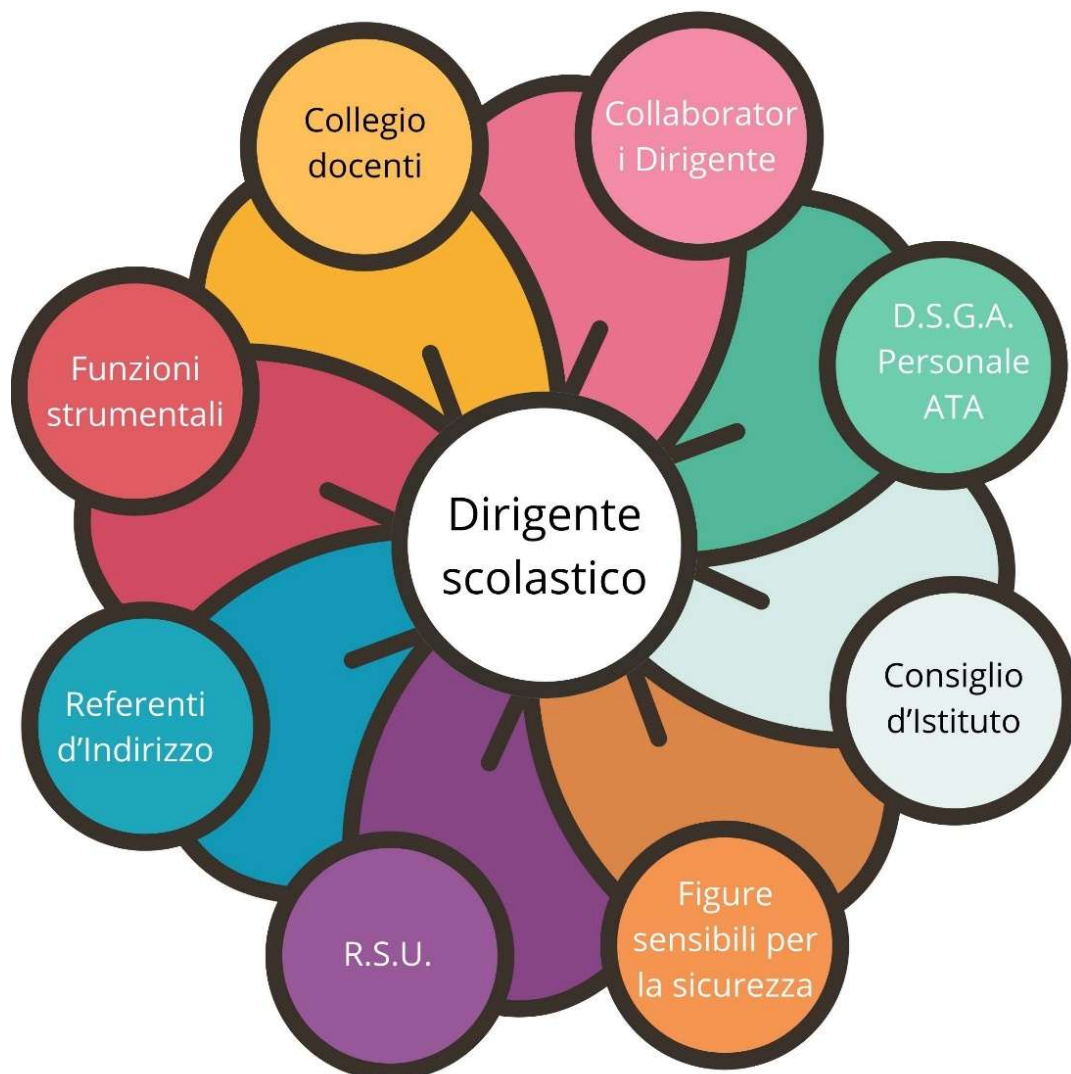 Collegio
docenti
Collaborator
i Dirigente
D.S.G.A.
Personale
ATA
Funzioni
strumentali
Dirigente
scolastico
Consiglio
d’Istituto
Referenti
d’Indirizzo
R.S.U.
Figure
sensibili per
la sicurezza